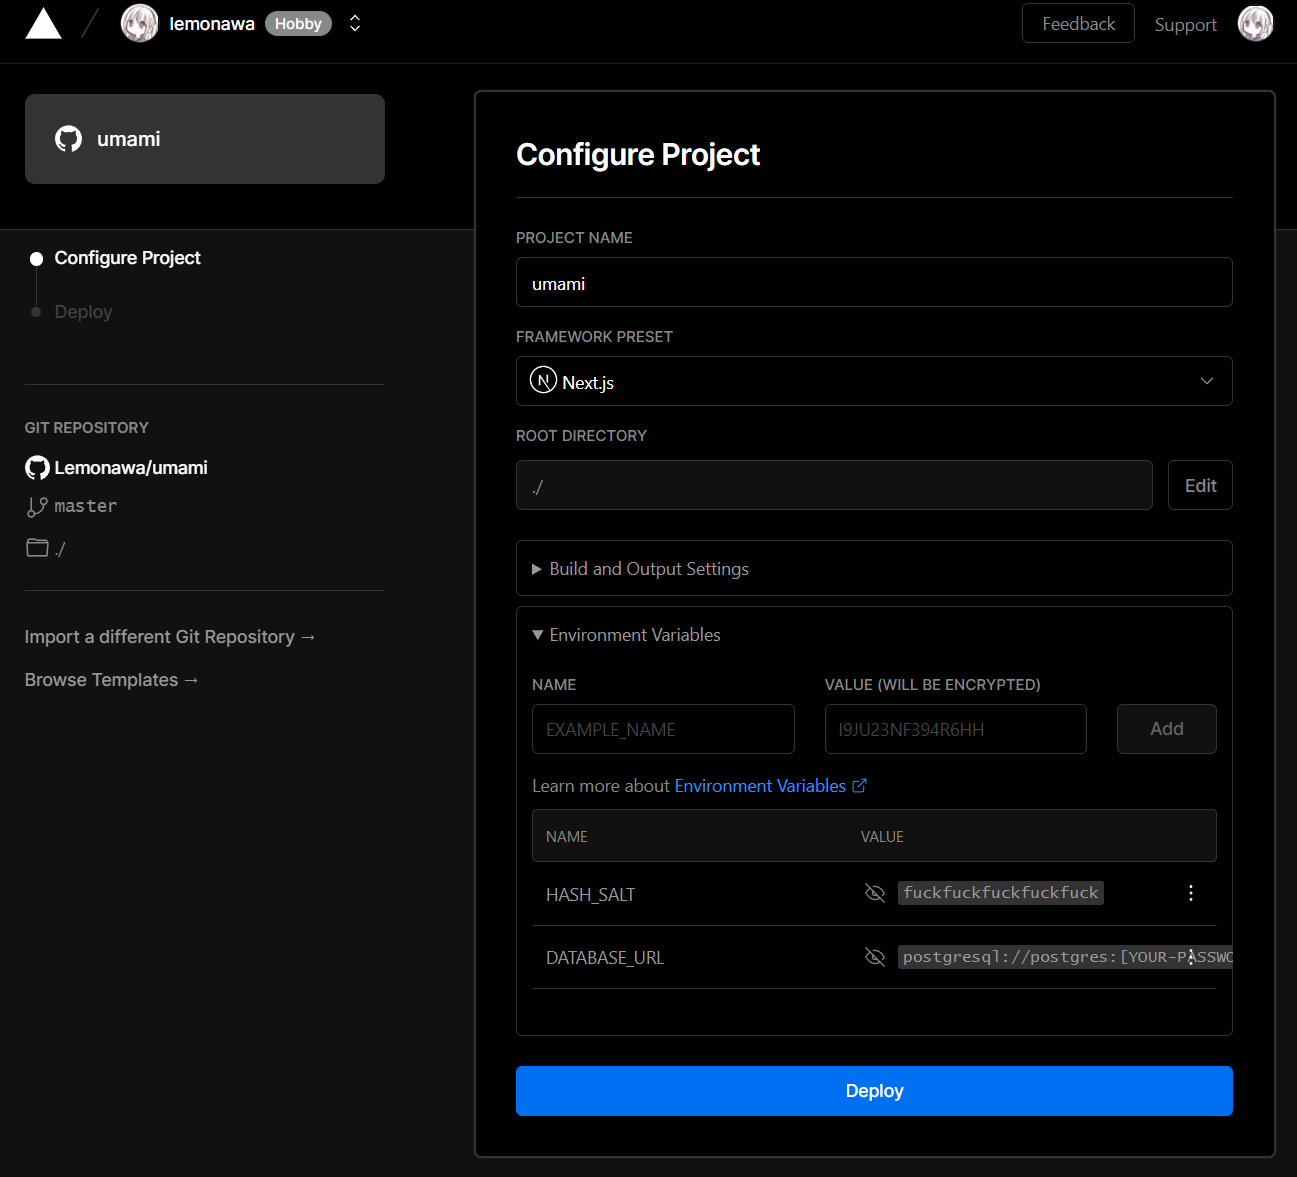 lemonawa Hobby
Feedback Support
umami
Configure Project
Deploy
GIT REPOSITORY
Lemonawa/umami
master
./
Import a different Git Repository →
Browse Templates →
Configure Project
PROJECT NAME
umami
FRAMEWORK PRESET
N Next.js
ROOT DIRECTORY
./ Edit
Build and Output Settings
Environment Variables
NAME VALUE (WILL BE ENCRYPTED)
EXAMPLE_NAME I9JU23NF394R6HH Add
Learn more about Environment Variables
NAME VALUE
HASH_SALT fuckfuckfuckfuckfuck
DATABASE_URL postgresql://postgres:[YOUR-PASSWO
Deploy